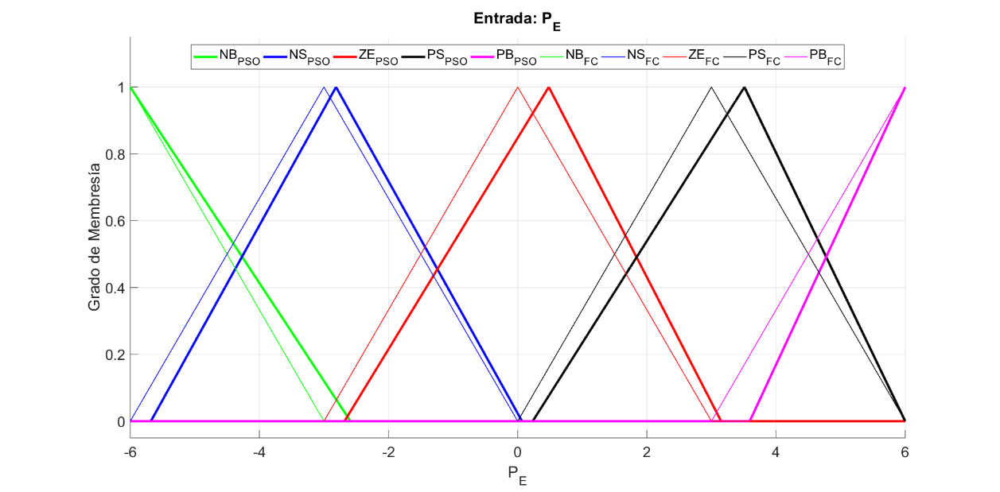 Entrada: P_E
NB_PSO NS_PSO ZE_PSO PS_PSO PB_PSO NB_FC NS_FC ZE_FC PS_FC PB_FC
1
0.8
0.6
0.4
0.2
0
Grado de Membresía
-6 -4 -2 0 2 4 6
P_E